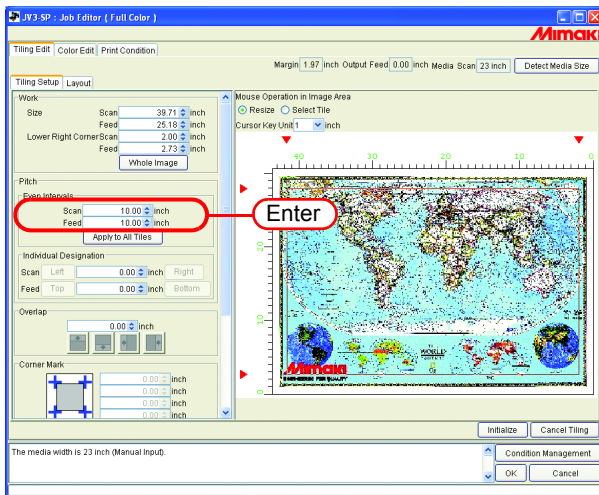 JV3-SP : Job Editor ( Full Color )
Mimaki
Tiling Edit Color Edit Print Condition
Margin 1.97 inch Output Feed 0.00 inch Media Scan 23 inch Detect Media Size
Tiling Setup Layout
Work
Size Scan 39.71 inch
Feed 25.18 inch
Lower Right Corner Scan 2.00 inch
Feed 2.73 inch
Whole Image
Pitch
Even Intervals
Scan 10.00 inch
Feed 10.00 inch
Apply to All Tiles
Individual Designation
Scan Left 0.00 inch Right
Feed Top 0.00 inch Bottom
Overlap
0.00 inch
Corner Mark
0.00 inch
0.00 inch
0.00 inch
0.00 inch
Mouse Operation in Image Area
Resize Select Tile
Cursor Key Unit 1 inch
40 30 20 10 0
Enter
20
10
0
THE WORLD
Mimaki
ENGINEERED FOR QUALITY
Initialize Cancel Tiling
The media width is 23 inch (Manual Input).
Condition Management
OK Cancel